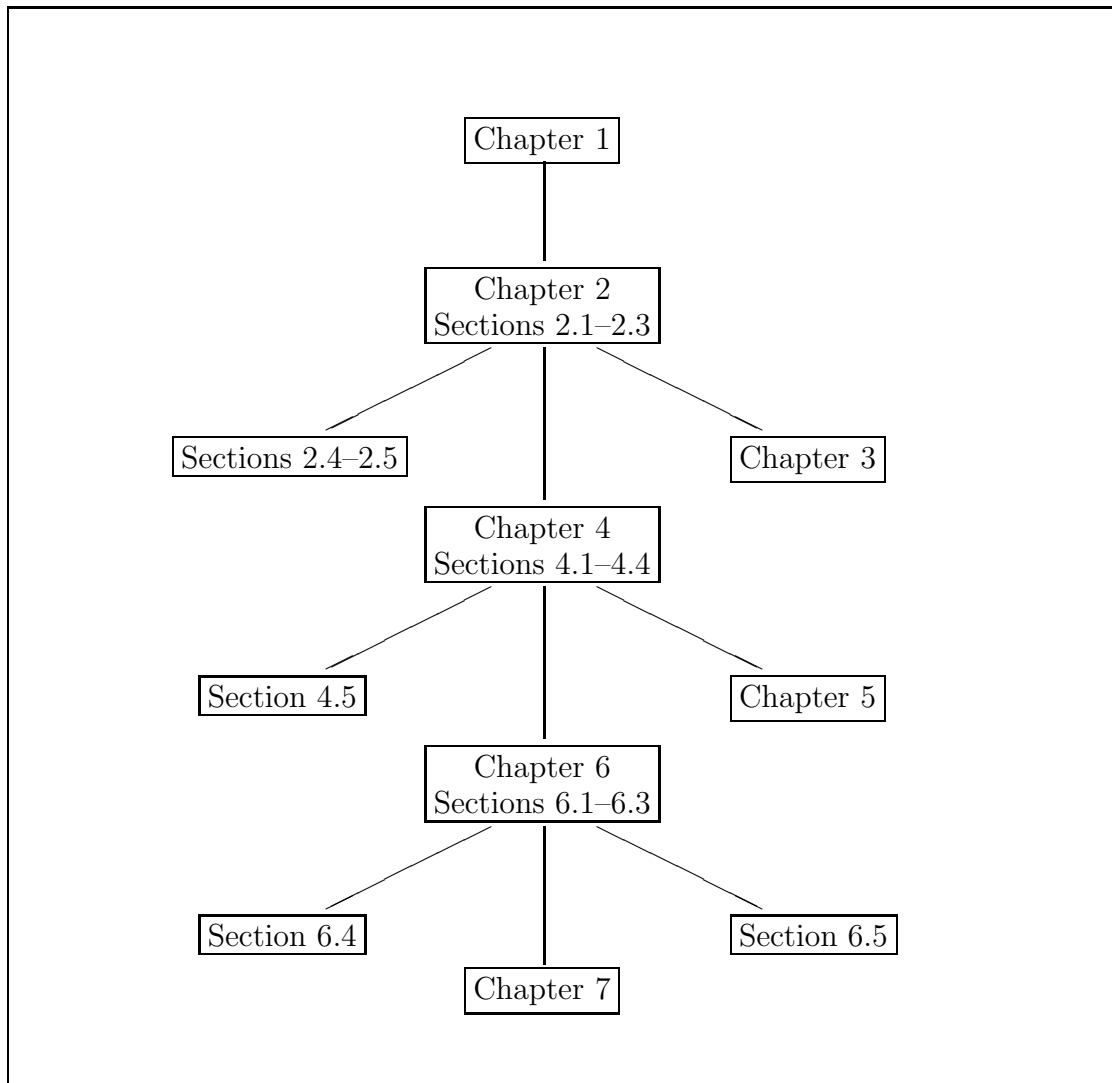 Chapter 1
Chapter 2
Sections 2.1–2.3
Sections 2.4–2.5
Chapter 3
Chapter 4
Sections 4.1–4.4
Section 4.5
Chapter 5
Chapter 6
Sections 6.1–6.3
Section 6.4
Section 6.5
Chapter 7